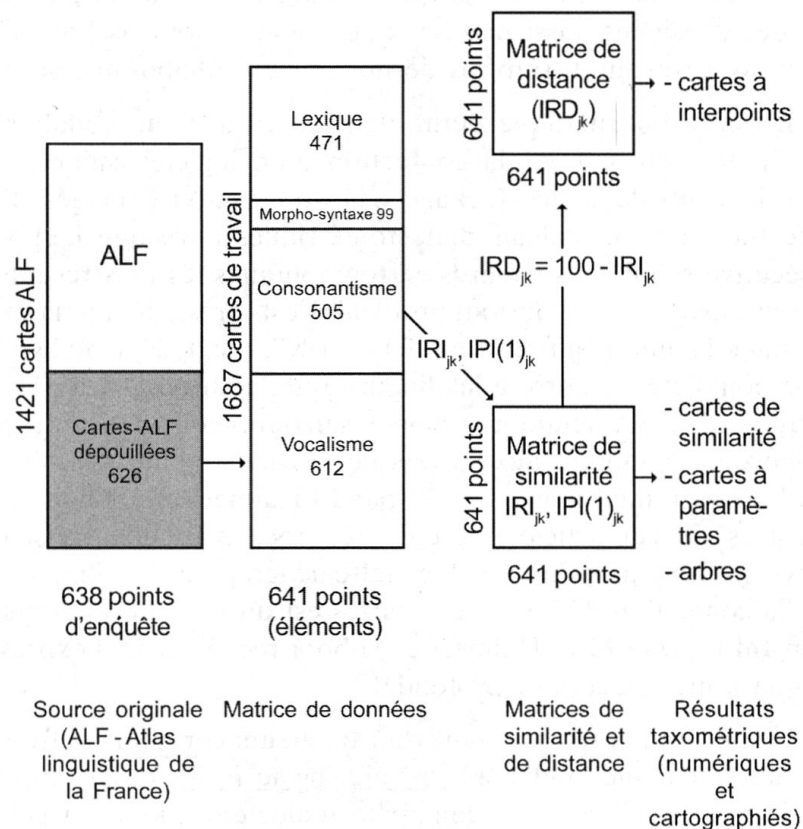 1421 cartes ALF
ALF
Cartes-ALF
dépouillées
626
638 points
d'enquête
Source originale
(ALF - Atlas
linguistique de
la France)
1687 cartes de travail
Lexique
471
Morpho-syntaxe 99
Consonantisme
505
Vocalisme
612
641 points
(éléments)
Matrice de données
IRI_jk, IPI(1)_jk
641 points
Matrice de
distance
(IRD_jk)
641 points
- cartes à
interpoints
IRD_jk = 100 - IRI_jk
641 points
Matrice de
similarité
IRI_jk, IPI(1)_jk
641 points
- cartes de
similarité
- cartes à
paramè-
tres
- arbres
Matrices de
similarité et
de distance
Résultats
taxométriques
(numériques
et
cartographiés)